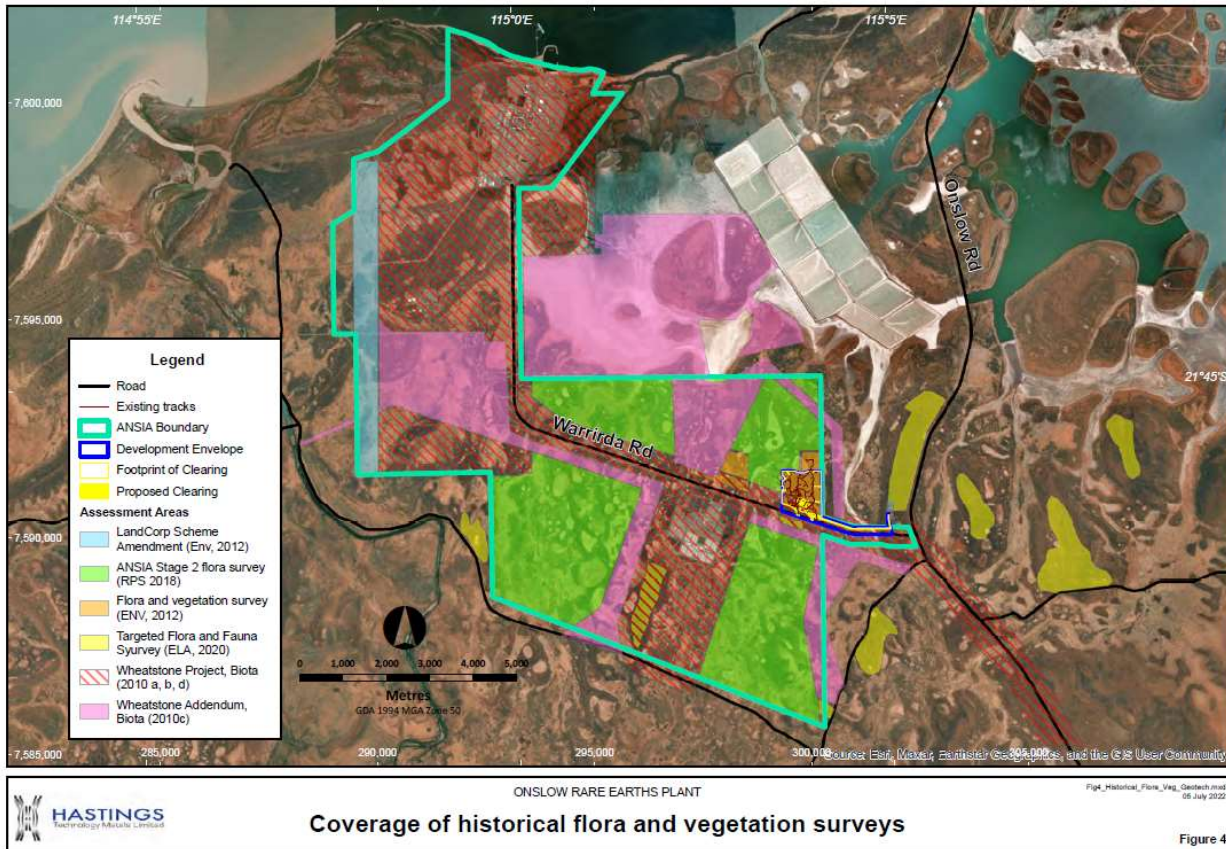 114°55'E
115°0'E
115°5'E
7,600,000
Onslow Rd
7,595,000
21°45'S
Warrirda Rd
Legend
Road
Existing tracks
ANSIA Boundary
Development Envelope
Footprint of Clearing
Proposed Clearing
Assessment Areas
LandCorp Scheme
Amendment (Env, 2012)
ANSIA Stage 2 flora survey
(RPS 2018)
Flora and vegetation survey
(ENV, 2012)
Targeted Flora and Fauna
Syurvey (ELA, 2020)
Wheatstone Project, Biota
(2010 a, b, d)
Wheatstone Addendum,
Biota (2010c)
7,590,000
0 1,000 2,000 3,000 4,000 5,000
Metres
GDA 1994 MGA Zone 50
7,585,000
285,000
290,000
295,000
300,000
305,000
Source: Esri, Maxar, Earthstar Geographics, and the GIS User Community
HASTINGS
Technology Metals Limited
ONSLOW RARE EARTHS PLANT
Coverage of historical flora and vegetation surveys
Fig4_Historical_Flora_Veg_Geotech.mxd
05 July 2022
Figure 4